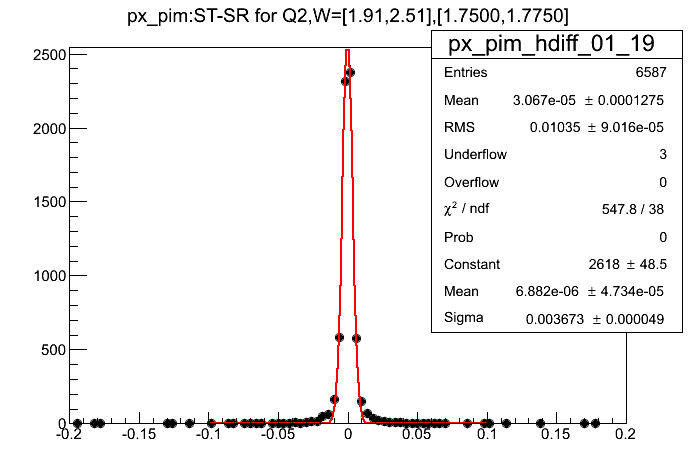 px_pim:ST-SR for Q2,W=[1.91,2.51],[1.7500,1.7750]
px_pim_hdiff_01_19
Entries 6587
Mean 3.067e-05 ± 0.0001275
RMS 0.01035 ± 9.016e-05
Underflow 3
Overflow 0
χ² / ndf 547.8 / 38
Prob 0
Constant 2618 ± 48.5
Mean 6.882e-06 ± 4.734e-05
Sigma 0.003673 ± 0.000049
2500
2000
1500
1000
500
0
-0.2 -0.15 -0.1 -0.05 0 0.05 0.1 0.15 0.2